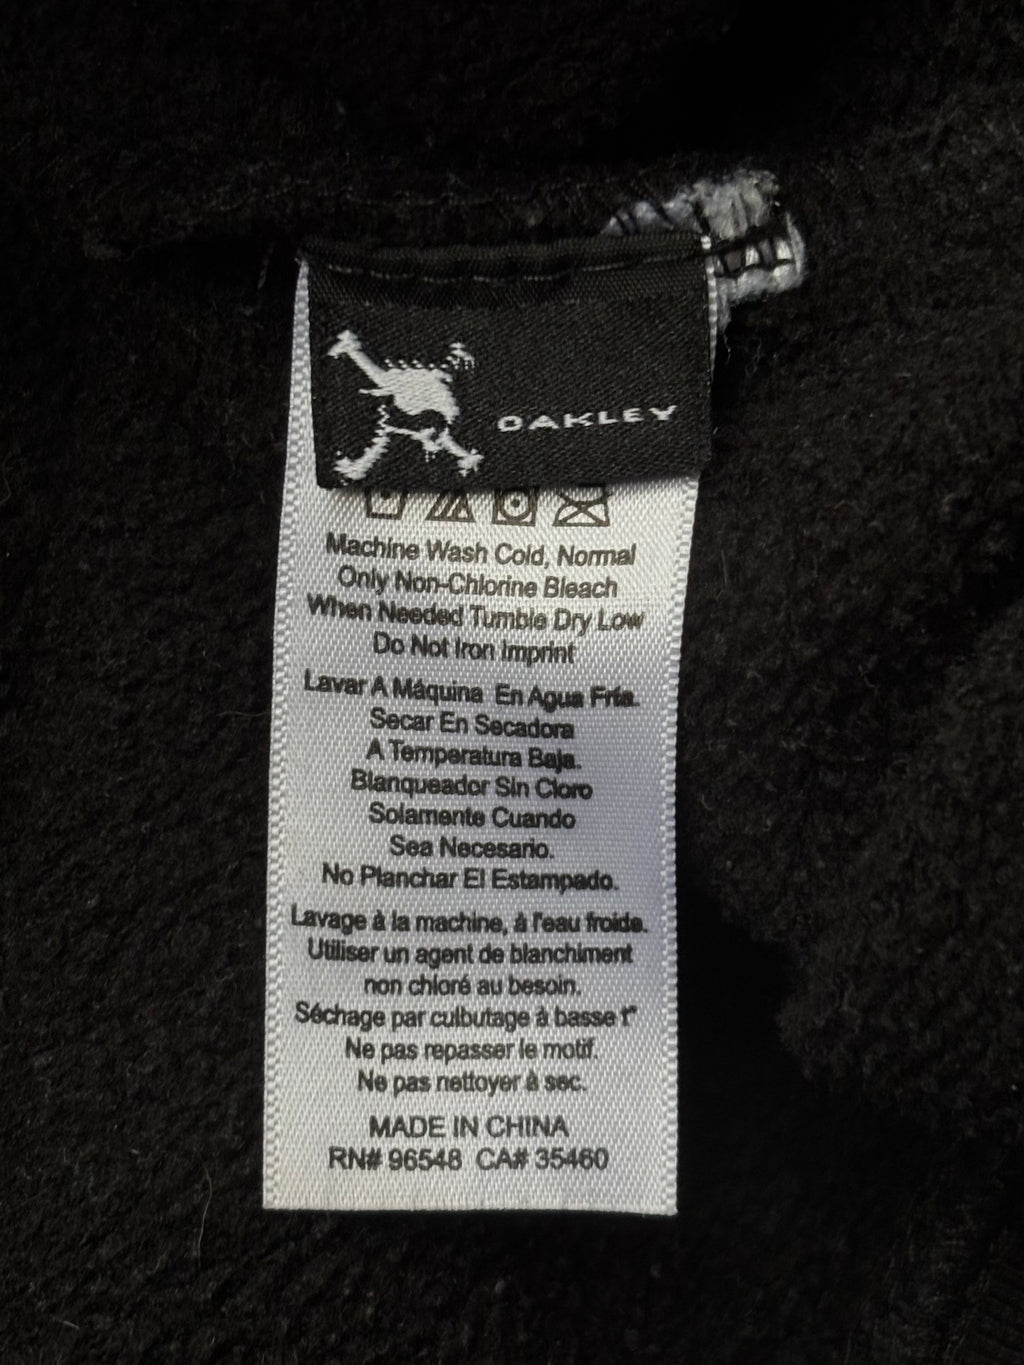 OAKLEY
Machine Wash Cold, Normal
Only Non-Chlorine Bleach
When Needed Tumble Dry Low
Do Not Iron Imprint
Lavar A Máquina En Agua Fría.
Secar En Secadora
A Temperatura Baja.
Blanqueador Sin Cloro
Solamente Cuando
Sea Necesario.
No Planchar El Estampado.
Lavage à la machine, à l'eau froide.
Utiliser un agent de blanchiment
non chloré au besoin.
Séchage par culbutage à basse t°
Ne pas repasser le motif.
Ne pas nettoyer à sec.
MADE IN CHINA
RN# 96548 CA# 35460